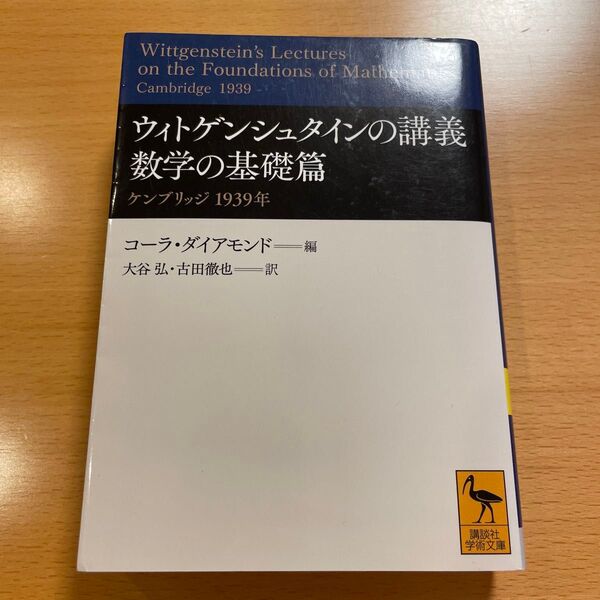 Wittgenstein's Lectures
on the Foundations of
Cambridge 1939
ウィトゲンシュタインの講義
数学の基礎篇
ケンブリッジ 1939年
コーラ・ダイアモンド──編
大谷 弘・古田徹也──訳
講談社
学術文庫